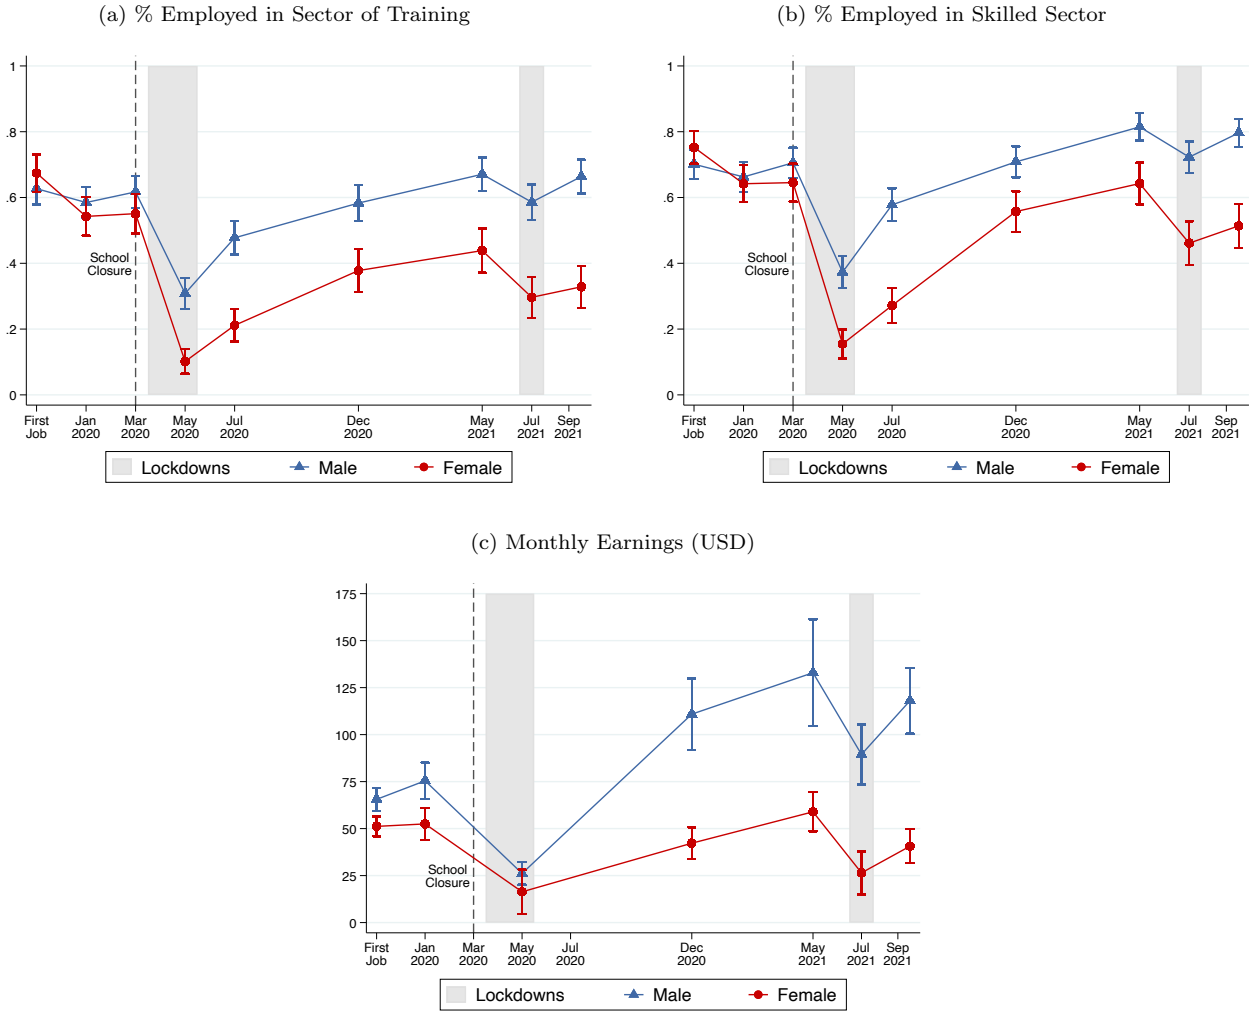 (a) % Employed in Sector of Training
1
.8
.6
.4
.2
0
School
Closure
First Job
Jan 2020
Mar 2020
May 2020
Jul 2020
Dec 2020
May 2021
Jul 2021
Sep 2021
Lockdowns Male Female
(b) % Employed in Skilled Sector
1
.8
.6
.4
.2
0
School
Closure
First Job
Jan 2020
Mar 2020
May 2020
Jul 2020
Dec 2020
May 2021
Jul 2021
Sep 2021
Lockdowns Male Female
(c) Monthly Earnings (USD)
175
150
125
100
75
50
25
0
School
Closure
First Job
Jan 2020
Mar 2020
May 2020
Jul 2020
Dec 2020
May 2021
Jul 2021
Sep 2021
Lockdowns Male Female